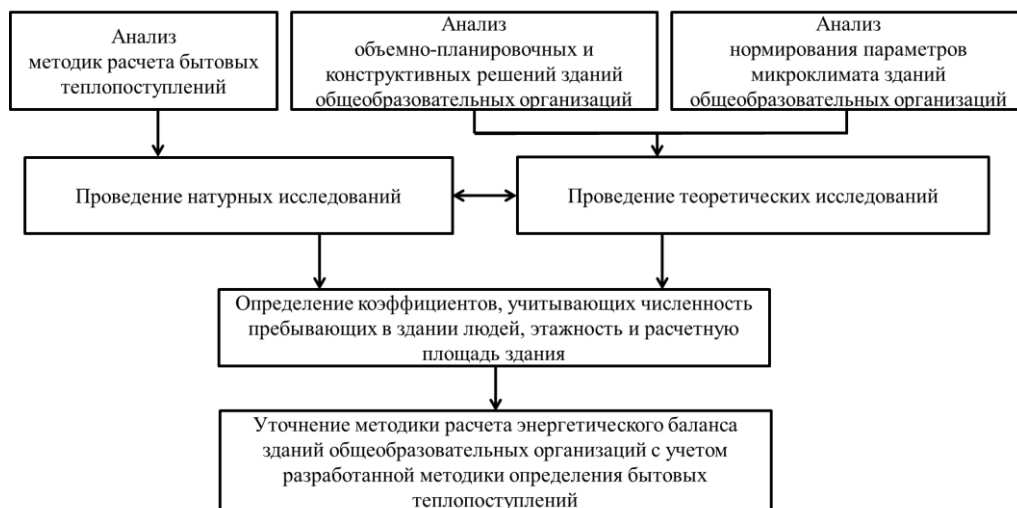 Анализ
методик расчета бытовых
теплопоступлений
Анализ
объемно-планировочных и
конструктивных решений зданий
общеобразовательных организаций
Анализ
нормирования параметров
микроклимата зданий
общеобразовательных организаций
Проведение натурных исследований
Проведение теоретических исследований
Определение коэффициентов, учитывающих численность
пребывающих в здании людей, этажность и расчетную
площадь здания
Уточнение методики расчета энергетического баланса
зданий общеобразовательных организаций с учетом
разработанной методики определения бытовых
теплопоступлений